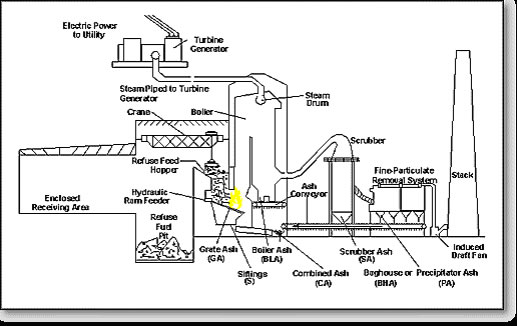 Electric Power
to Utility
Turbine
Generator
Steam Piped to Turbine
Generator
Steam
Drum
Crane
Boiler
Scrubber
Refuse Feed
Hopper
Fine-Particulate
Removal System
Stack
Hydraulic
Ram Feeder
Ash
Conveyor
Enclosed
Receiving Area
Refuse
Fuel
Pit
Grate Ash
(GA)
Boiler Ash
(BLA)
Siftings
(S)
Combined Ash
(CA)
Scrubber Ash
(SA)
Baghouse or Precipitator Ash
(BHA) (PA)
Induced
Draft Fan